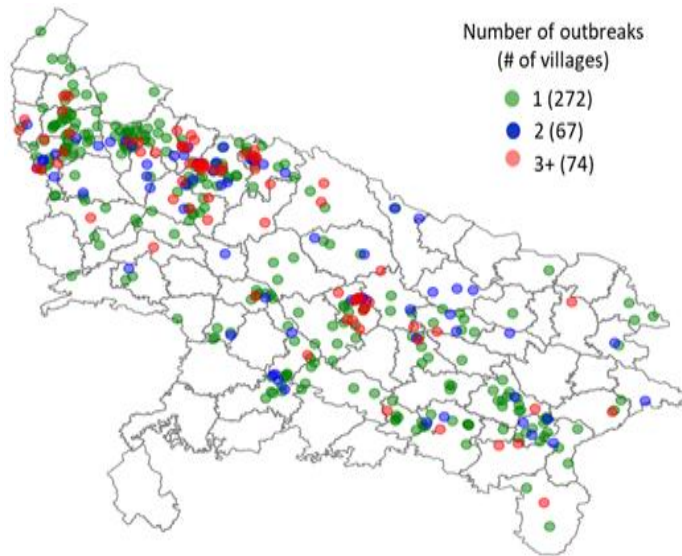 Number of outbreaks
(# of villages)
1 (272)
2 (67)
3+ (74)